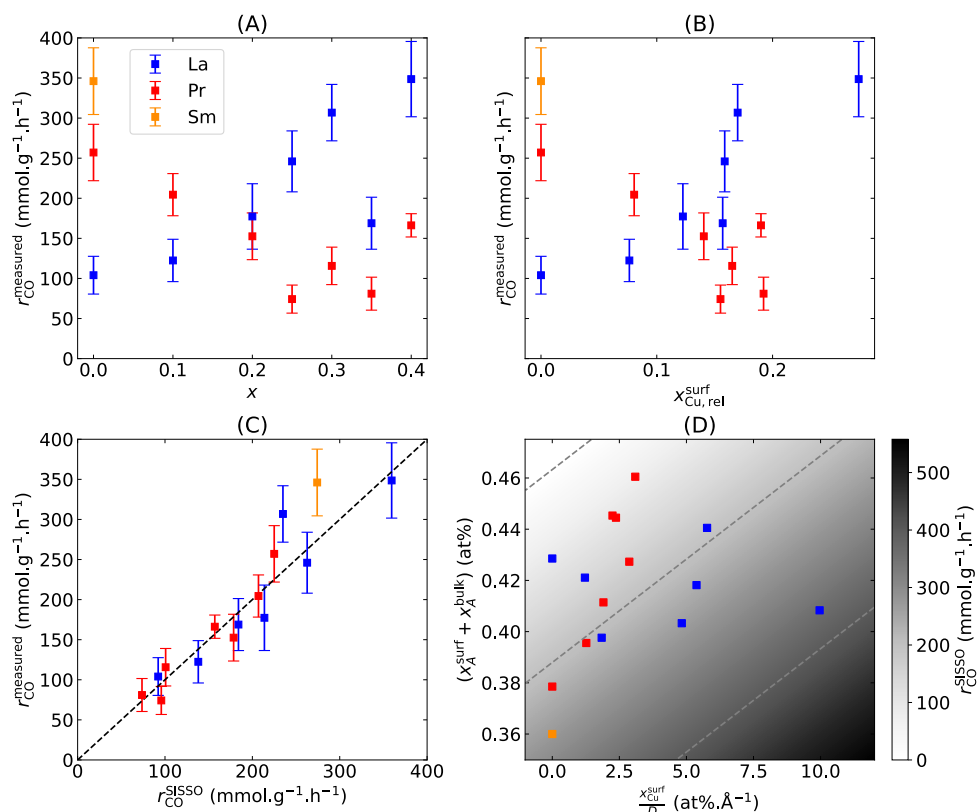 (A)
r_CO^measured (mmol.g⁻¹.h⁻¹)
400
350
300
250
200
150
100
50
0
La
Pr
Sm
0.0 0.1 0.2 0.3 0.4
x
(B)
r_CO^measured (mmol.g⁻¹.h⁻¹)
0.0 0.1 0.2
x_Cu, rel^surf
(C)
r_CO^measured (mmol.g⁻¹.h⁻¹)
400
350
300
250
200
150
100
50
0
0 100 200 300 400
r_CO^SISSO (mmol.g⁻¹.h⁻¹)
(D)
(x_A^surf + x_A^bulk) (at%)
0.46
0.44
0.42
0.40
0.38
0.36
0.0 2.5 5.0 7.5 10.0
x_Cu^surf/R (at%.Å⁻¹)
500
400
300
200
100
0
r_CO^SISSO (mmol.g⁻¹.h⁻¹)